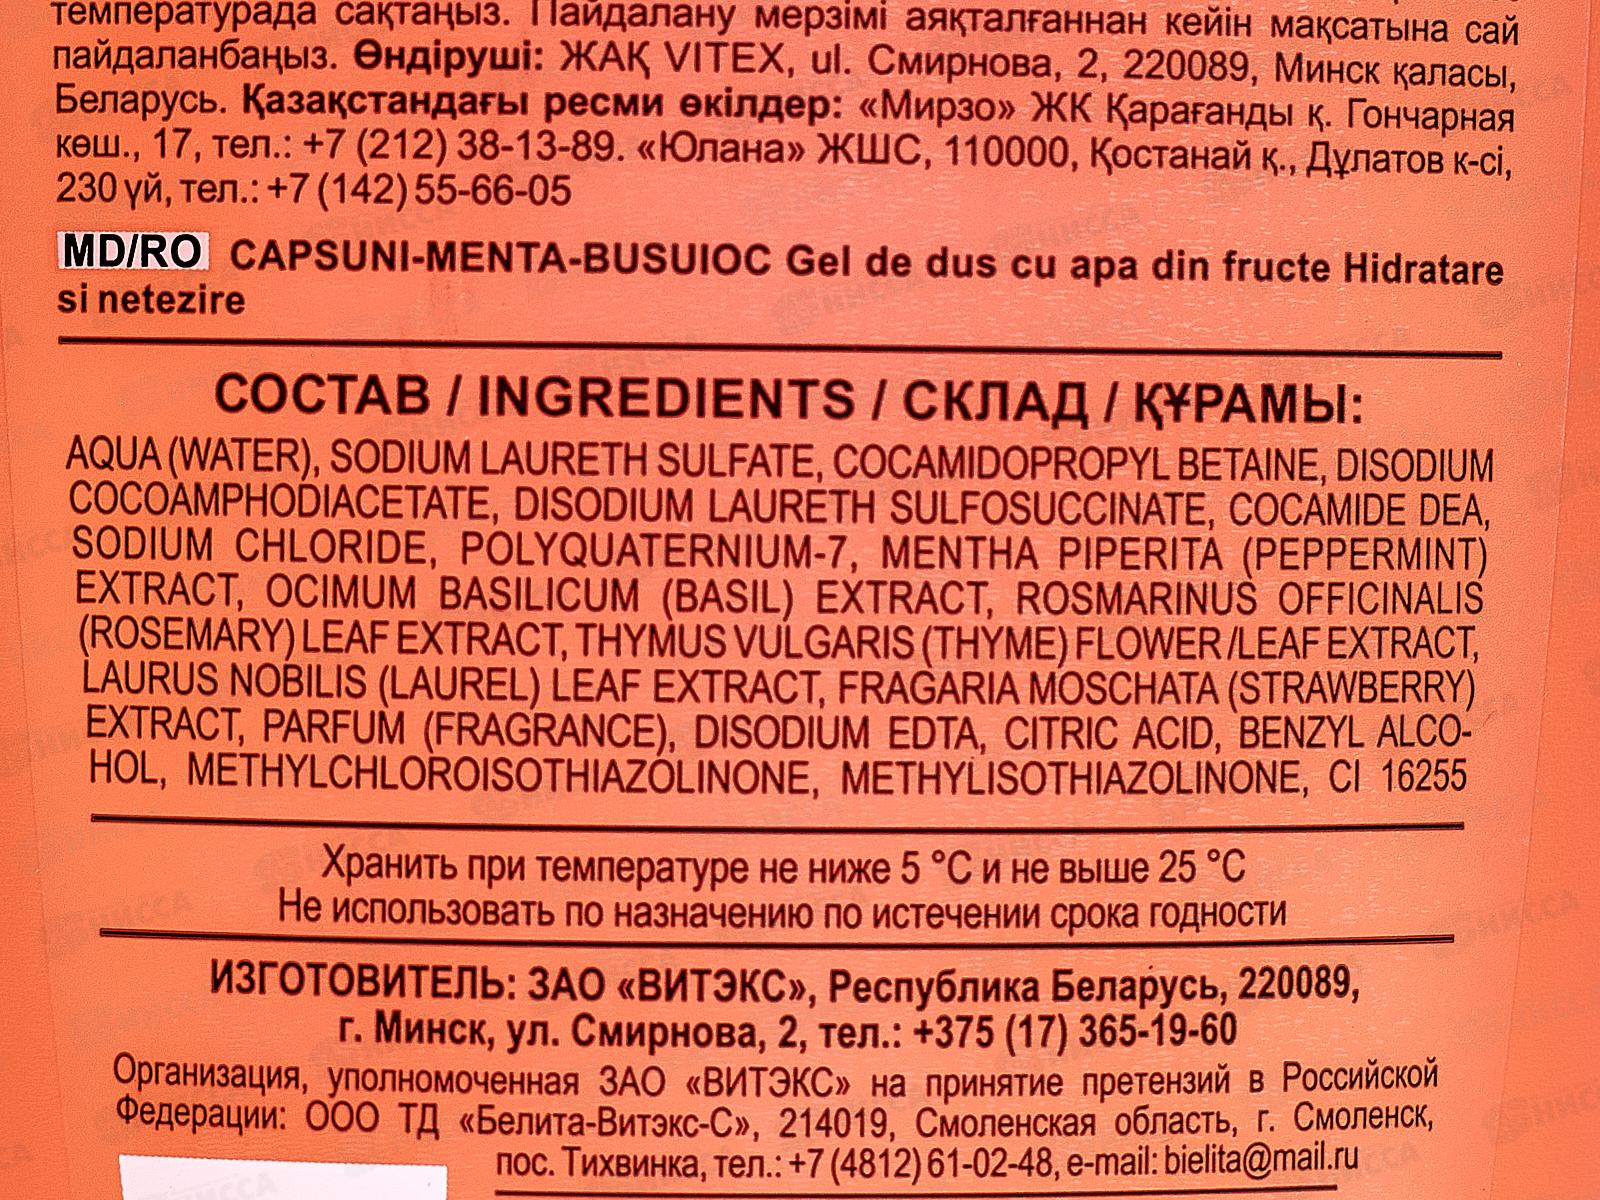 температурада сақтаңыз. Пайдалану мерзімі аяқталғаннан кейін мақсатына сай
пайдаланбаңыз. Өндіруші: ЖАҚ VITEX, ul. Смирнова, 2, 220089, Минск қаласы,
Беларусь. Қазақстандағы ресми өкілдер: «Мирзо» ЖК Қарағанды қ. Гончарная
көш., 17, тел.: +7 (212) 38-13-89. «Юлана» ЖШС, 110000, Қостанай қ., Дұлатов к-сі,
230 үй, тел.: +7 (142) 55-66-05
MD/RO CAPSUNI-MENTA-BUSUIOC Gel de dus cu apa din fructe Hidratare
si netezire
СОСТАВ / INGREDIENTS / СКЛАД / ҚҰРАМЫ:
AQUA (WATER), SODIUM LAURETH SULFATE, COCAMIDOPROPYL BETAINE, DISODIUM
COCOAMPHODIACETATE, DISODIUM LAURETH SULFOSUCCINATE, COCAMIDE DEA,
SODIUM CHLORIDE, POLYQUATERNIUM-7, MENTHA PIPERITA (PEPPERMINT)
EXTRACT, OCIMUM BASILICUM (BASIL) EXTRACT, ROSMARINUS OFFICINALIS
(ROSEMARY) LEAF EXTRACT, THYMUS VULGARIS (THYME) FLOWER/LEAF EXTRACT,
LAURUS NOBILIS (LAUREL) LEAF EXTRACT, FRAGARIA MOSCHATA (STRAWBERRY)
EXTRACT, PARFUM (FRAGRANCE), DISODIUM EDTA, CITRIC ACID, BENZYL ALCO-
HOL, METHYLCHLOROISOTHIAZOLINONE, METHYLISOTHIAZOLINONE, CI 16255
Хранить при температуре не ниже 5 °С и не выше 25 °С
Не использовать по назначению по истечении срока годности
ИЗГОТОВИТЕЛЬ: ЗАО «ВИТЭКС», Республика Беларусь, 220089,
г. Минск, ул. Смирнова, 2, тел.: +375 (17) 365-19-60
Организация, уполномоченная ЗАО «ВИТЭКС» на принятие претензий в Российской
Федерации: ООО ТД «Белита-Витэкс-С», 214019, Смоленская область, г. Смоленск,
пос. Тихвинка, тел.: +7 (4812) 61-02-48, e-mail: bielita@mail.ru